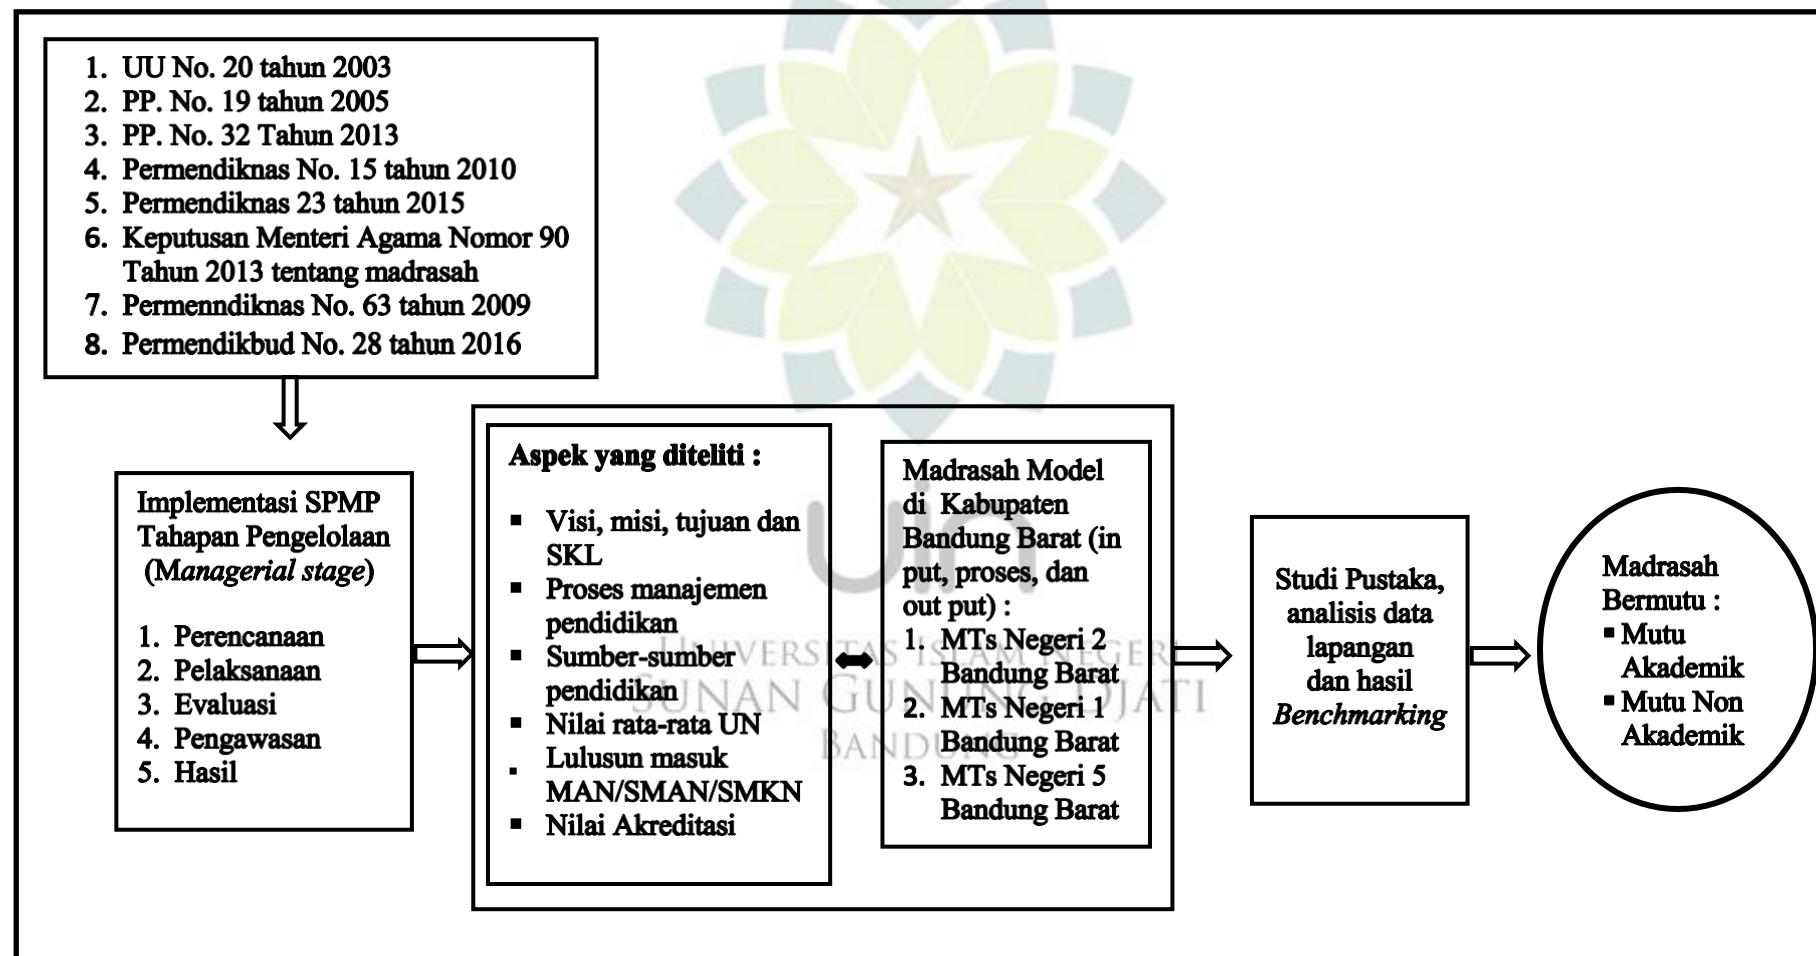 1. UU No. 20 tahun 2003
2. PP. No. 19 tahun 2005
3. PP. No. 32 Tahun 2013
4. Permendiknas No. 15 tahun 2010
5. Permendiknas 23 tahun 2015
6. Keputusan Menteri Agama Nomor 90
Tahun 2013 tentang madrasah
7. Permenndiknas No. 63 tahun 2009
8. Permendikbud No. 28 tahun 2016
Implementasi SPMP
Tahapan Pengelolaan
(Managerial stage)
1. Perencanaan
2. Pelaksanaan
3. Evaluasi
4. Pengawasan
5. Hasil
Aspek yang diteliti :
▪ Visi, misi, tujuan dan
SKL
▪ Proses manajemen
pendidikan
▪ Sumber-sumber
pendidikan
▪ Nilai rata-rata UN
▪ Lulusun masuk
MAN/SMAN/SMKN
▪ Nilai Akreditasi
Madrasah Model
di Kabupaten
Bandung Barat (in
put, proses, dan
out put) :
1. MTs Negeri 2
Bandung Barat
2. MTs Negeri 1
Bandung Barat
3. MTs Negeri 5
Bandung Barat
Studi Pustaka,
analisis data
lapangan
dan hasil
Benchmarking
Madrasah
Bermutu :
▪ Mutu
Akademik
▪ Mutu Non
Akademik
uin
UNIVERSITAS ISLAM NEGERI
SUNAN GUNUNG DJATI
BANDUNG